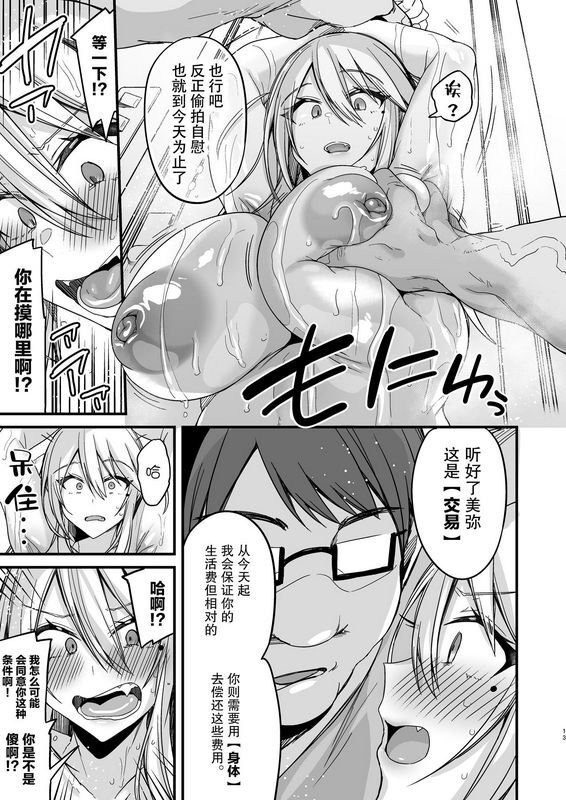 诶？
也行吧
反正偷拍自慰
也就到今天为止了
等一下!?
你在摸哪里啊!?
もにゅぅ
听好了美弥
这是【交易】
从今天起
我会保证你的
生活费但相对的
你则需要用【身体】
去偿还这些费用。
哈
呆住…
哈啊!?
我怎么可能
会同意你这种
条件啊！
你是不是
傻啊!?
13